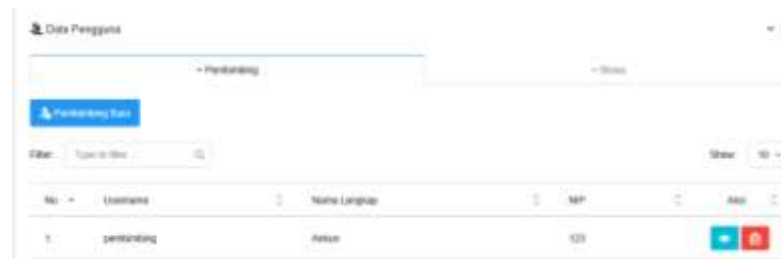 Data Pengguna
Pembimbing
Siswa
Pembimbing Baru
Filter: Type to filter...
Show: 10
No Username Nama Lengkap NIP Aksi
1. pembimbing 123